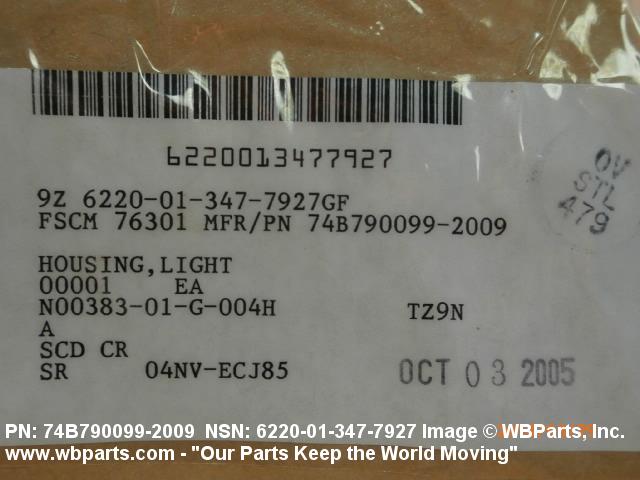 6220013477927
9Z 6220-01-347-7927GF
FSCM 76301 MFR/PN 74B790099-2009
OV
STL
479
HOUSING,LIGHT
00001 EA
N00383-01-G-004H TZ9N
A
SCD CR
SR 04NV-ECJ85
OCT 03 2005
PN: 74B790099-2009 NSN: 6220-01-347-7927 Image © WBParts, Inc.
www.wbparts.com - "Our Parts Keep the World Moving"